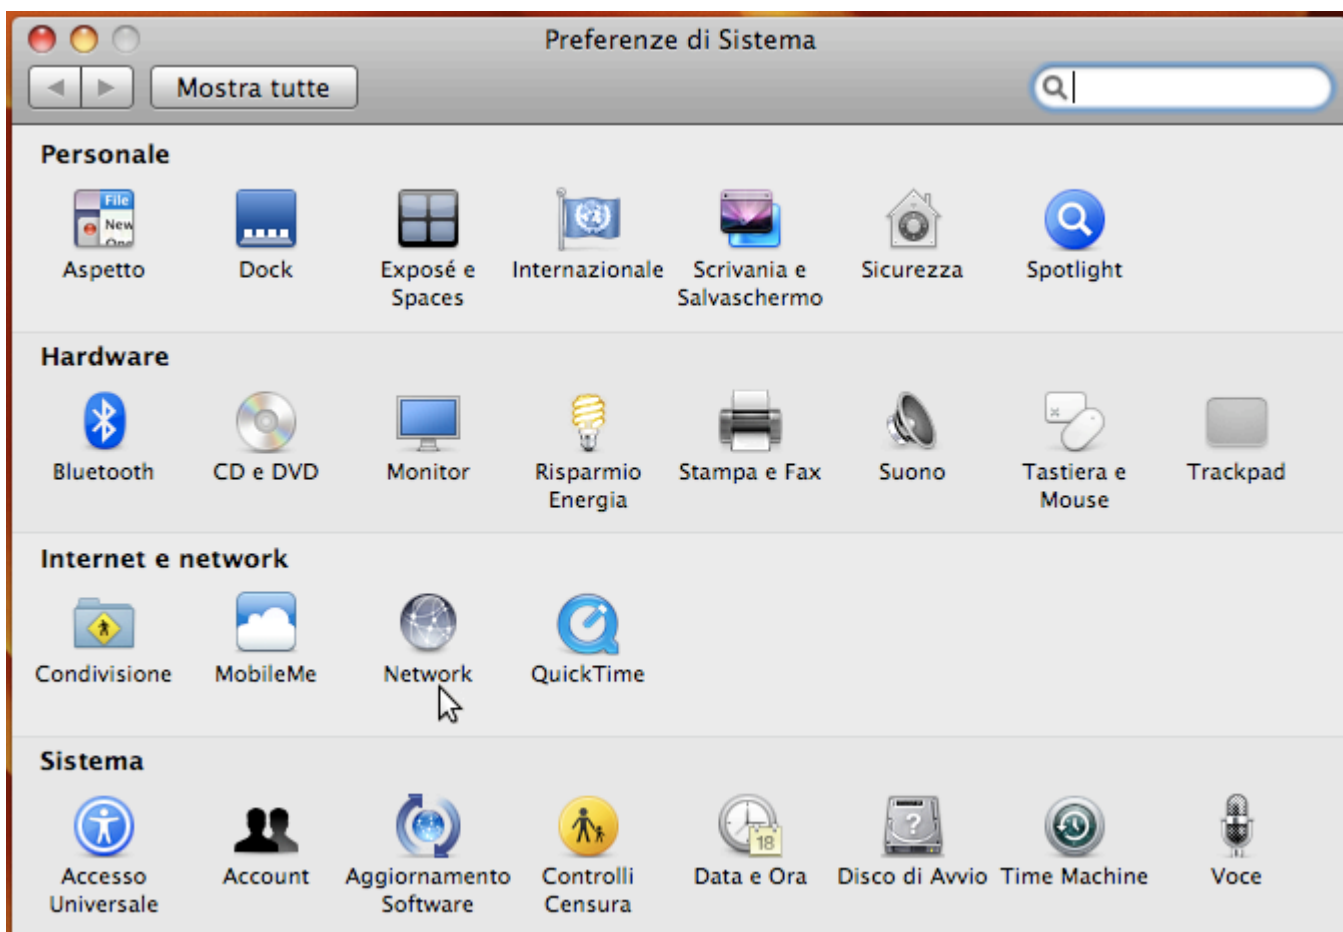 Preferenze di Sistema
Mostra tutte
Personale
File
New
Aspetto
Dock
Exposé e
Spaces
Internazionale
Scrivania e
Salvaschermo
Sicurezza
Spotlight
Hardware
Bluetooth
CD e DVD
Monitor
Risparmio
Energia
Stampa e Fax
Suono
Tastiera e
Mouse
Trackpad
Internet e network
Condivisione
MobileMe
Network
QuickTime
Sistema
Accesso
Universale
Account
Aggiornamento
Software
Controlli
Censura
18
Data e Ora
?
Disco di Avvio
Time Machine
Voce